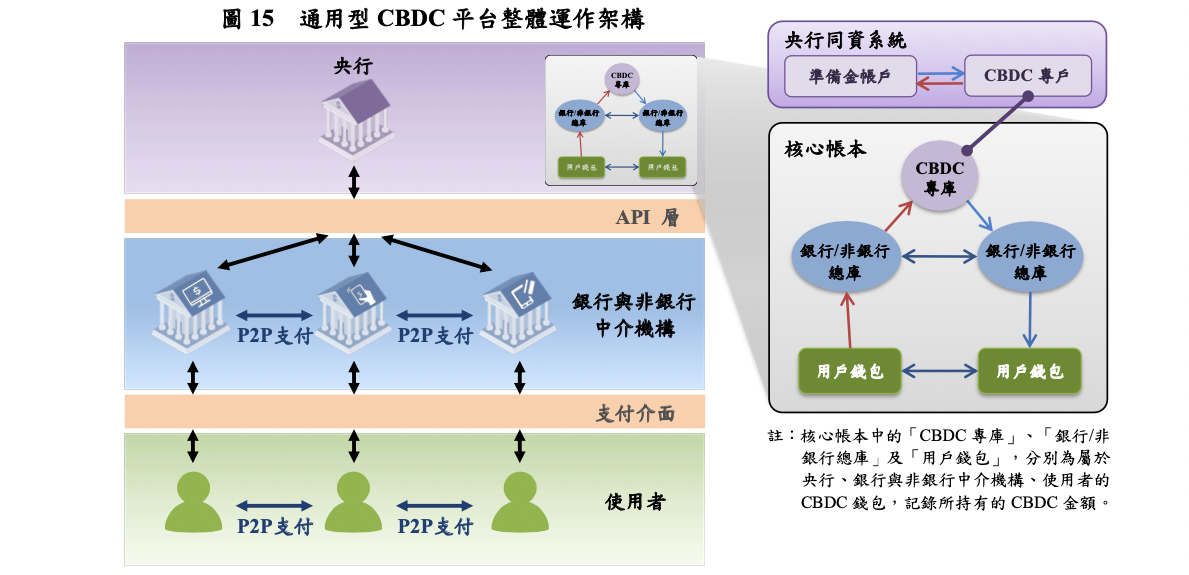 圖 15 通用型 CBDC 平台整體運作架構
央行
CBDC
專庫
銀行/非銀行
總庫
銀行/非銀行
總庫
用戶錢包
用戶錢包
API 層
銀行與非銀行
中介機構
P2P支付
P2P支付
支付介面
使用者
P2P支付
P2P支付
央行同資系統
準備金帳戶
CBDC 專戶
核心帳本
CBDC
專庫
銀行/非銀行
總庫
銀行/非銀行
總庫
用戶錢包
用戶錢包
註：核心帳本中的「CBDC 專庫」、「銀行/非
銀行總庫」及「用戶錢包」，分別為屬於
央行、銀行與非銀行中介機構、使用者的
CBDC 錢包，記錄所持有的 CBDC 金額。